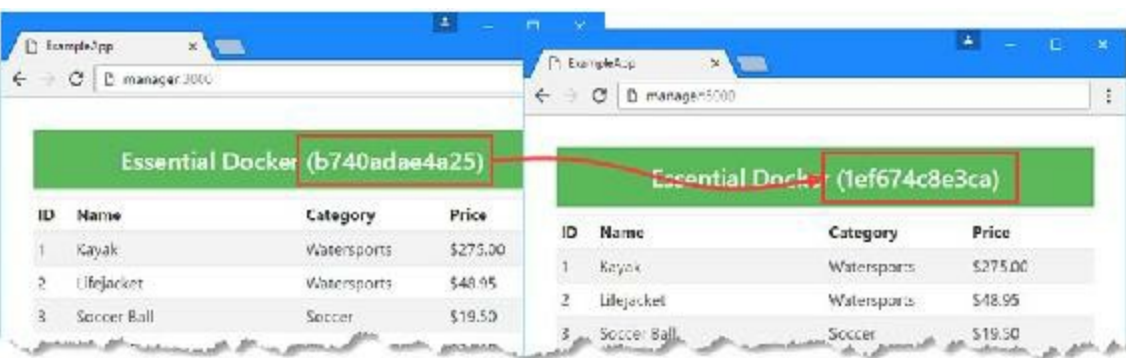 ExampleApp
manager:3000
Essential Docker (b740adae4a25)
ID Name Category Price
1 Kayak Watersports $275.00
2 Lifejacket Watersports $48.95
3 Soccer Ball Soccer $19.50
ExampleApp
manager:3000
Essential Docker (1ef674c8e3ca)
ID Name Category Price
1 Kayak Watersports $275.00
2 Lifejacket Watersports $48.95
3 Soccer Ball Soccer $19.50